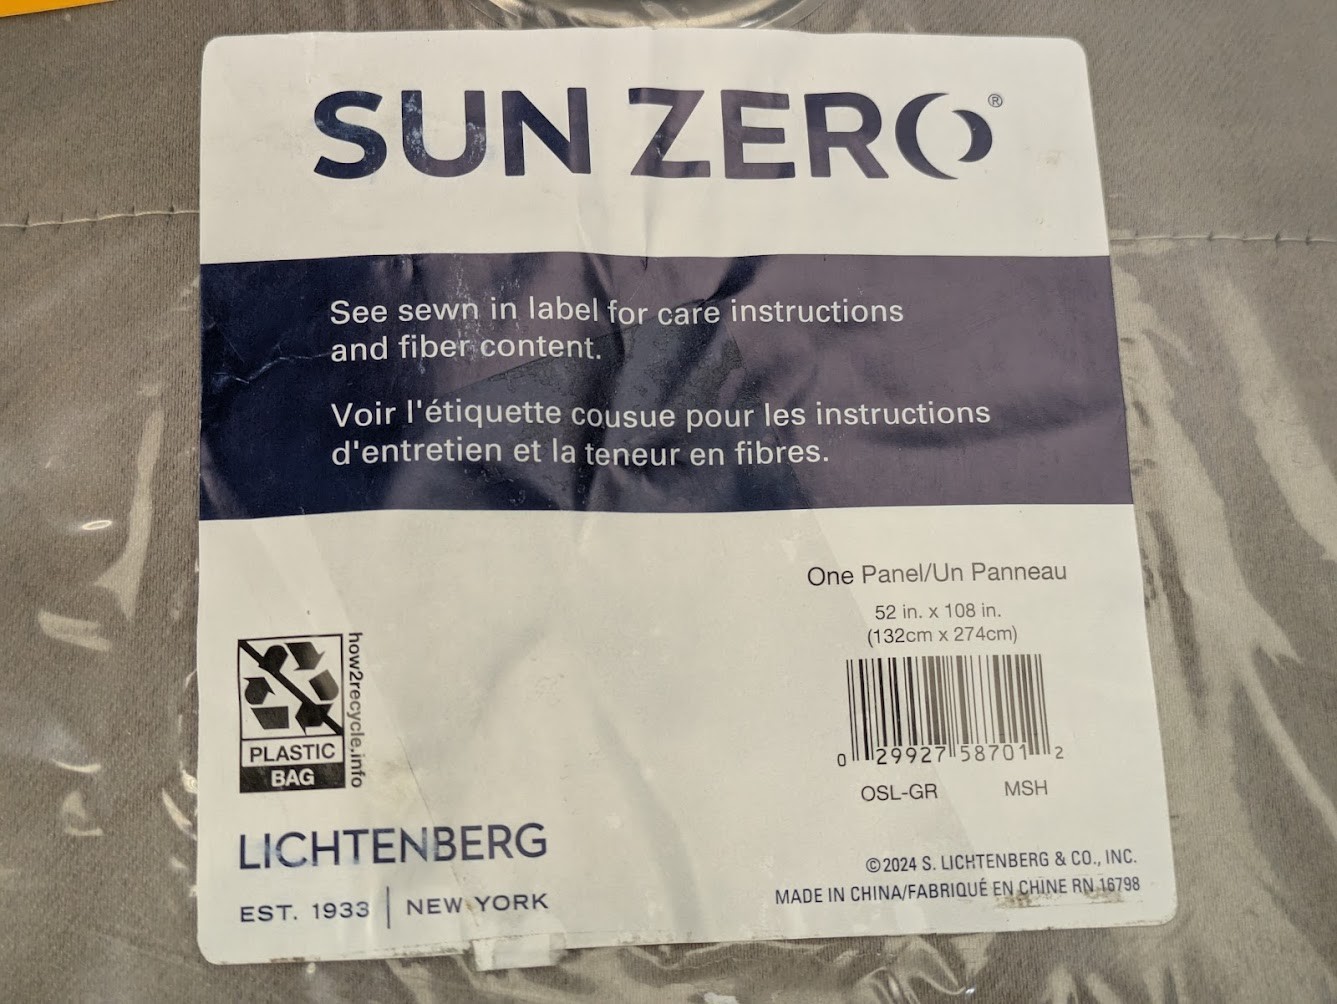 SUN ZERO®
See sewn in label for care instructions
and fiber content.
Voir l'étiquette cousue pour les instructions
d'entretien et la teneur en fibres.
One Panel/Un Panneau
52 in. x 108 in.
(132cm x 274cm)
0 29927 58701 2
OSL-GR MSH
how2recycle.info
PLASTIC
BAG
LICHTENBERG
EST. 1933 | NEW YORK
©2024 S. LICHTENBERG & CO., INC.
MADE IN CHINA/FABRIQUÉ EN CHINE RN 16798